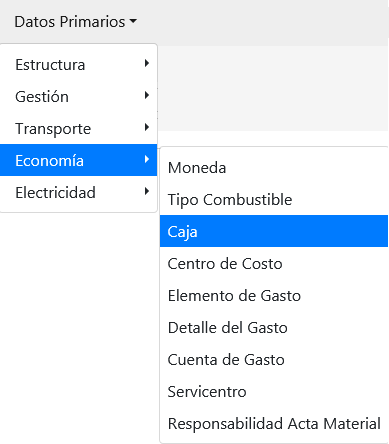 Datos Primarios
Estructura
Gestión
Transporte
Economía
Electricidad
Moneda
Tipo Combustible
Caja
Centro de Costo
Elemento de Gasto
Detalle del Gasto
Cuenta de Gasto
Servicentro
Responsabilidad Acta Material